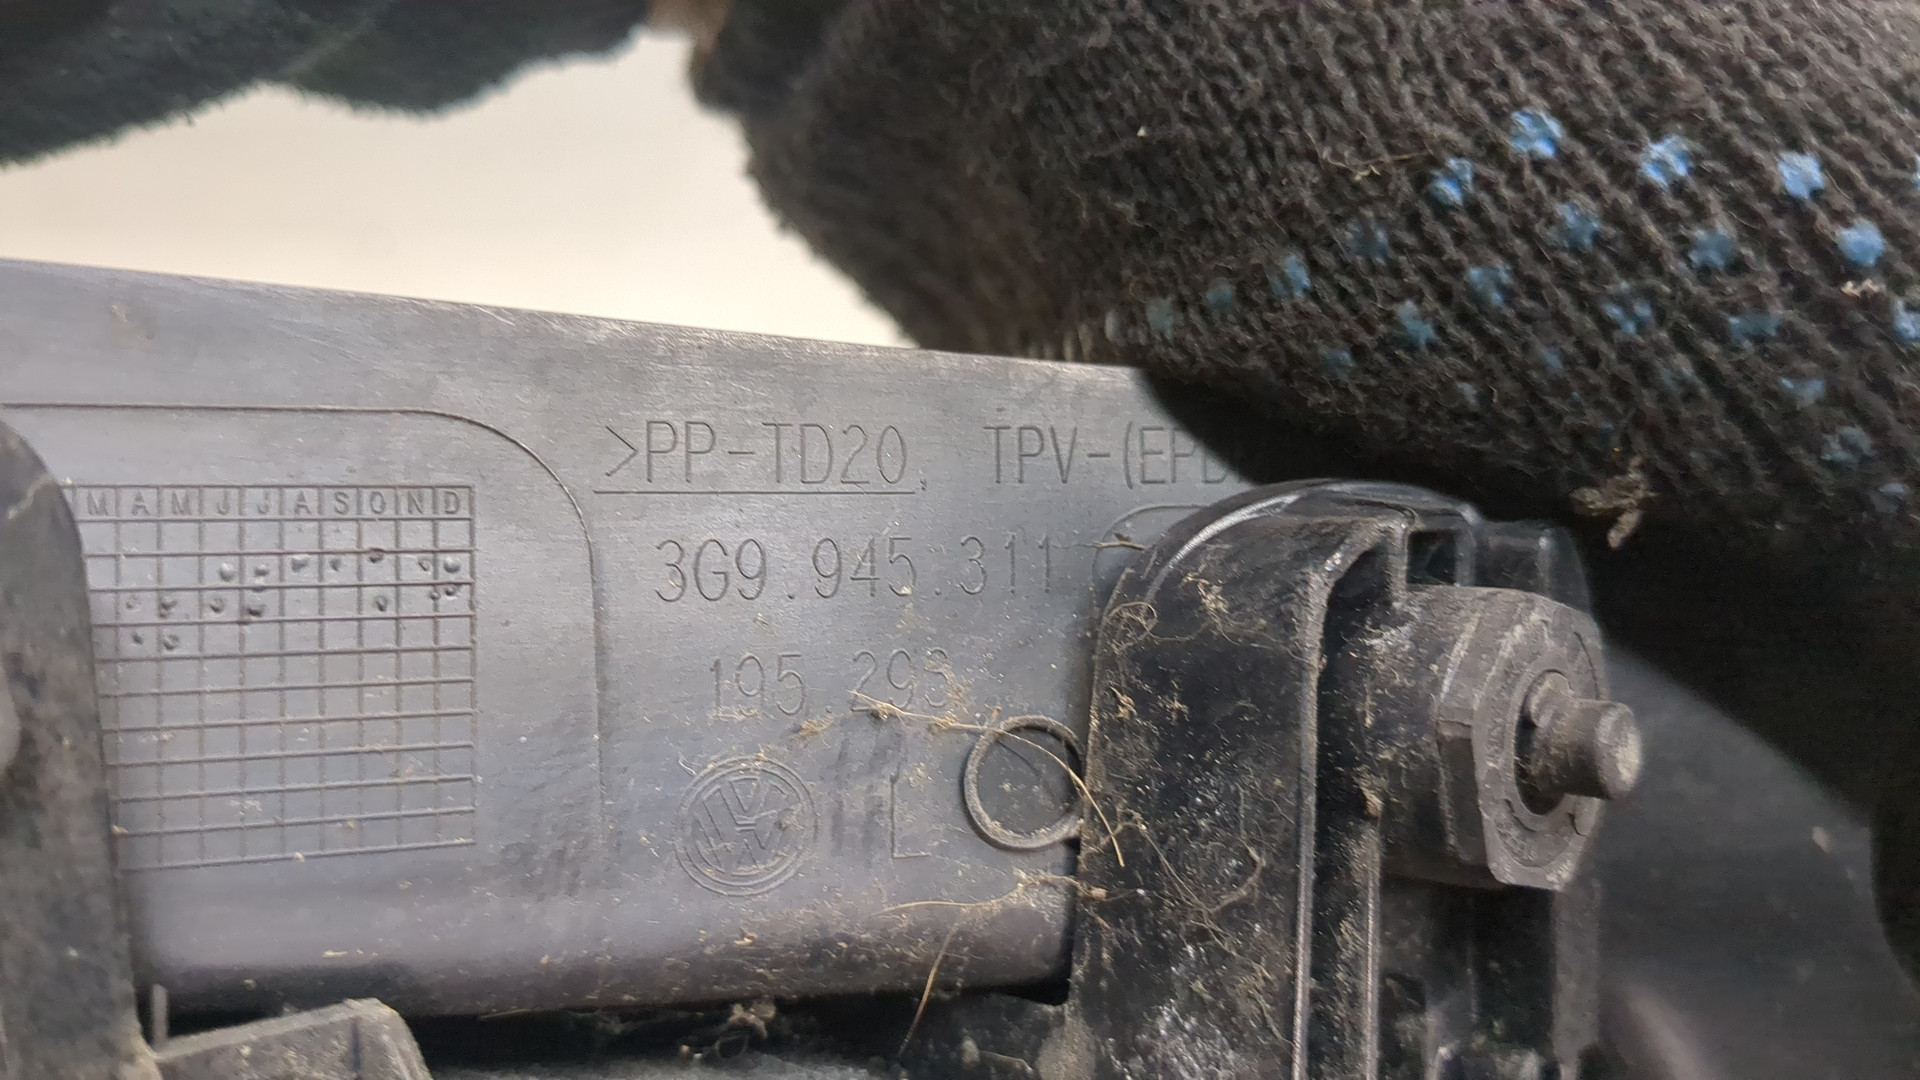 >PP-TD20, TPV-(EPD
M A M J J A S O N D
3G9.945.311
195.293
L